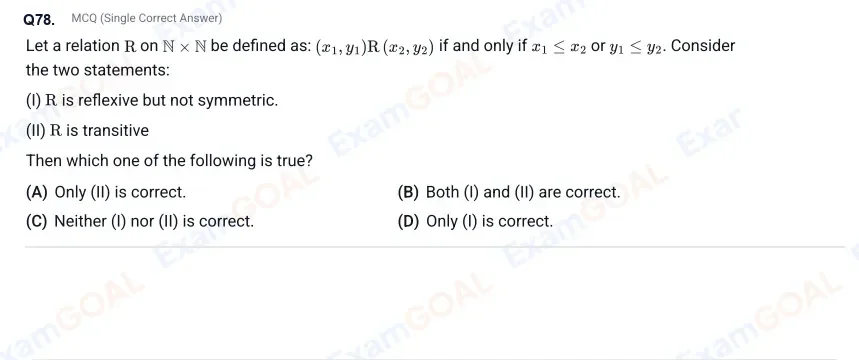 Q78. MCQ (Single Correct Answer)
Let a relation R on ℕ × ℕ be defined as: (x₁, y₁)R (x₂, y₂) if and only if x₁ ≤ x₂ or y₁ ≤ y₂. Consider
the two statements:
(I) R is reflexive but not symmetric.
(II) R is transitive
Then which one of the following is true?
(A) Only (II) is correct. (B) Both (I) and (II) are correct.
(C) Neither (I) nor (II) is correct. (D) Only (I) is correct.
ExamGOAL